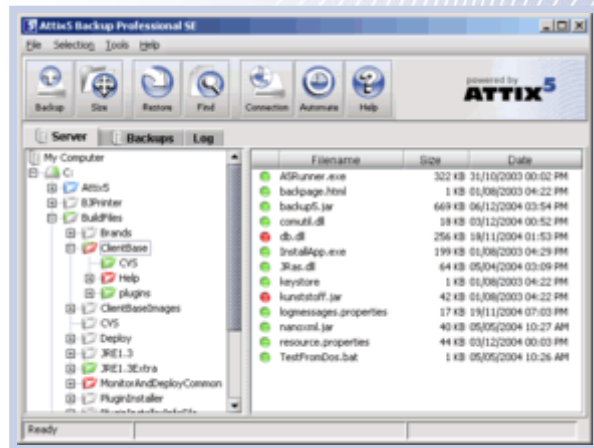 Attix5 Backup Professional SE
File Selection Tools Help
Backup Size Restore Find Connection Automate Help
powered by
ATTIX5
Server Backups Log
My Computer
C:
Attix5
BJPrinter
BuildFiles
Brands
ClientBase
CVS
Help
plugins
ClientBaseImages
CVS
Deploy
JRE1.3
JRE1.3Extra
MonitorAndDeployCommon
PluginInstaller
Filename Size Date
ASRunner.exe 322 KB 31/10/2003 00:02 PM
backpage.html 1 KB 01/08/2003 04:22 PM
backup5.jar 669 KB 06/12/2004 03:54 PM
comutil.dll 18 KB 03/12/2004 00:52 PM
db.dll 256 KB 18/11/2004 01:53 PM
InstallApp.exe 199 KB 01/08/2003 04:29 PM
JRas.dll 64 KB 05/04/2004 03:09 PM
keystore 1 KB 01/08/2003 04:22 PM
kunststoff.jar 42 KB 01/08/2003 04:22 PM
logmessages.properties 17 KB 19/11/2004 07:03 PM
nanoxml.jar 40 KB 05/05/2004 10:27 AM
resource.properties 44 KB 03/12/2004 00:03 PM
TestFromDos.bat 1 KB 05/05/2004 10:26 AM
Ready